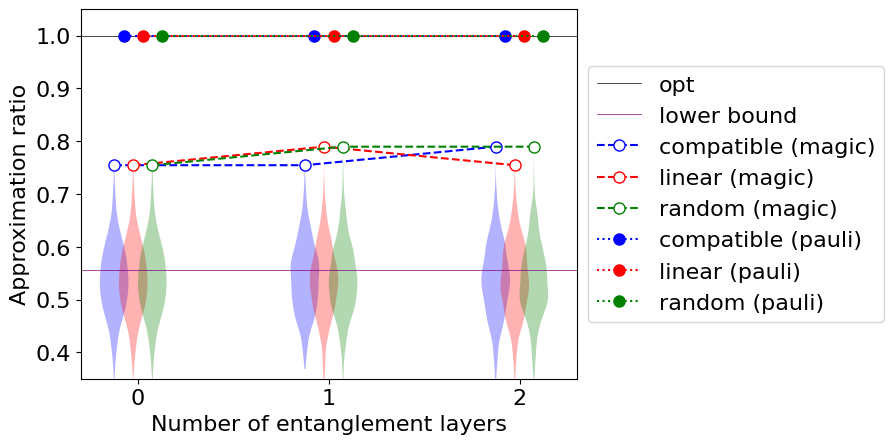 1.0
0.9
0.8
0.7
0.6
0.5
0.4
Approximation ratio
0 1 2
Number of entanglement layers
opt
lower bound
compatible (magic)
linear (magic)
random (magic)
compatible (pauli)
linear (pauli)
random (pauli)